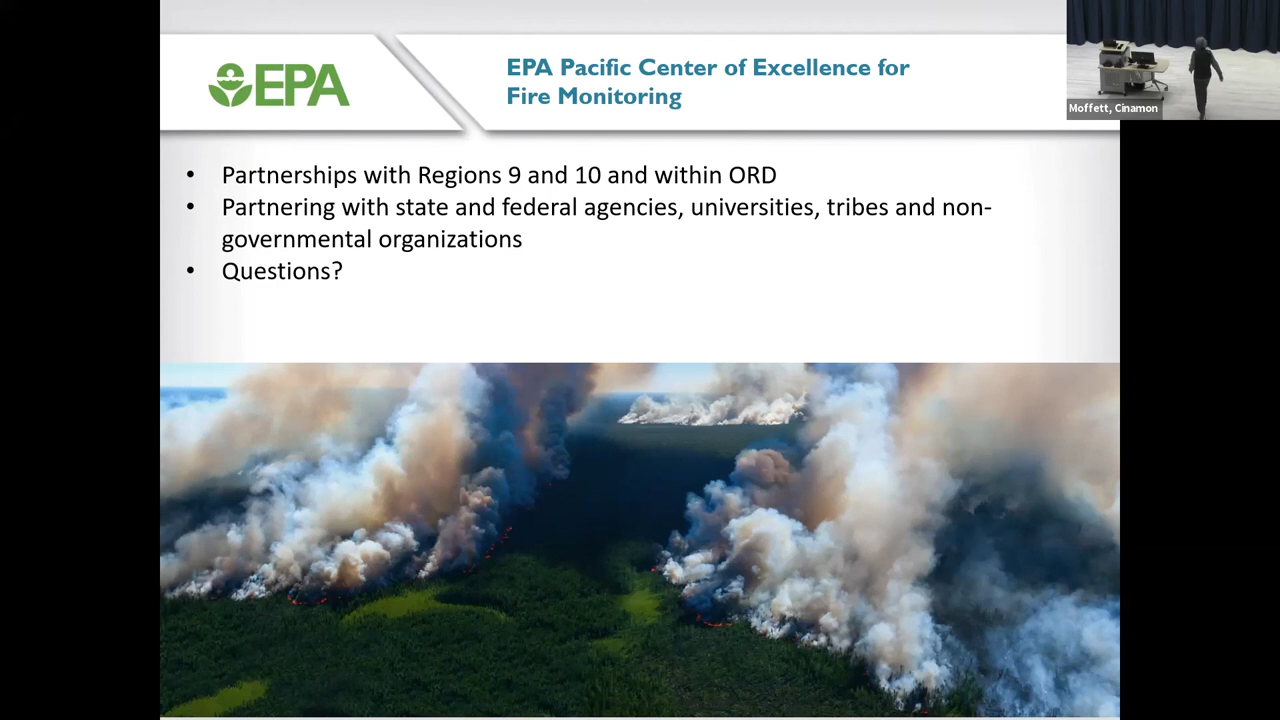 EPA
EPA Pacific Center of Excellence for
Fire Monitoring
Moffett, Cinamon
• Partnerships with Regions 9 and 10 and within ORD
• Partnering with state and federal agencies, universities, tribes and non-
governmental organizations
• Questions?